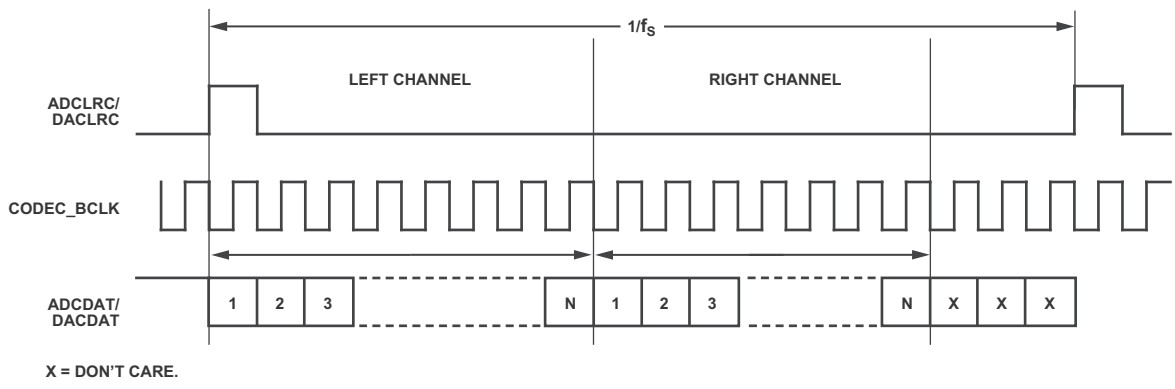 1/fS
LEFT CHANNEL
RIGHT CHANNEL
ADCLRC/
DACLRC
CODEC_BCLK
ADCDAT/
DACDAT
1 2 3 N 1 2 3 N X X X
X = DON'T CARE.